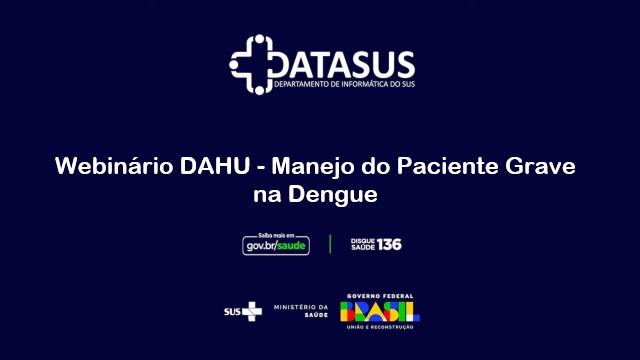 DATASUS
DEPARTAMENTO DE INFORMÁTICA DO SUS
Webinário DAHU - Manejo do Paciente Grave
na Dengue
Saiba mais em
gov.br/saude
DISQUE
SAÚDE 136
SUS
MINISTÉRIO DA
SAÚDE
GOVERNO FEDERAL
BRASIL
UNIÃO E RECONSTRUÇÃO